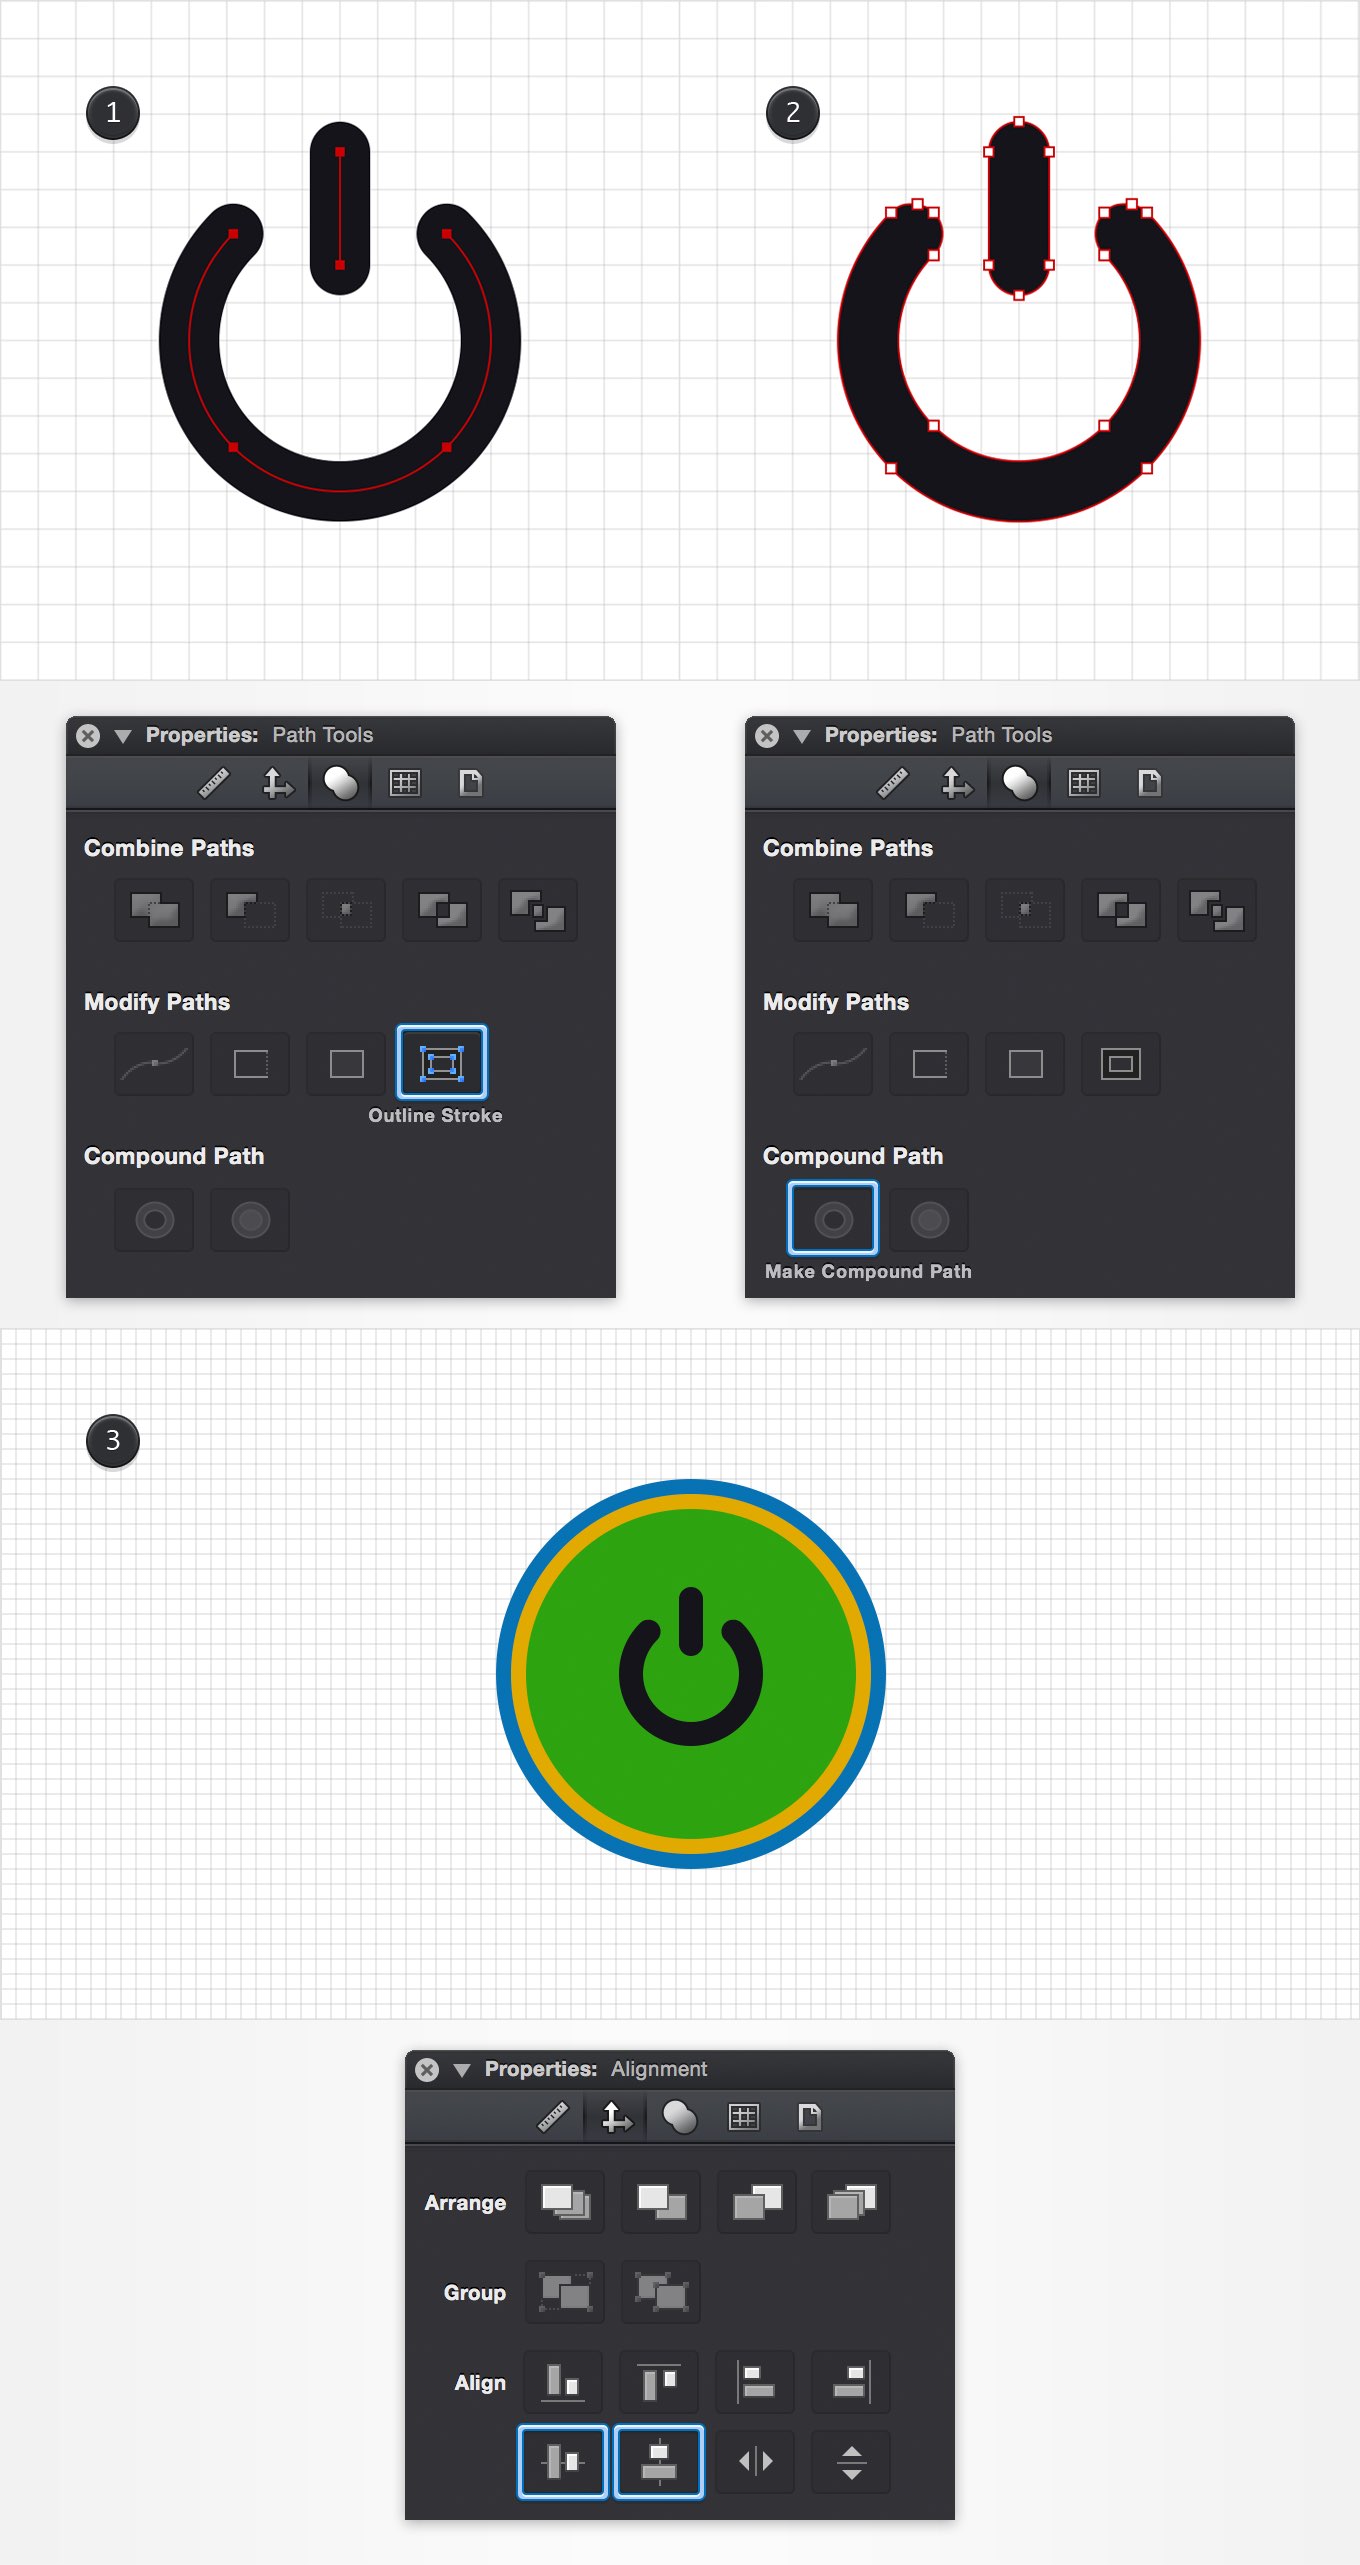 1
2
Properties: Path Tools
Combine Paths
Modify Paths
Outline Stroke
Compound Path
Properties: Path Tools
Combine Paths
Modify Paths
Compound Path
Make Compound Path
3
Properties: Alignment
Arrange
Group
Align